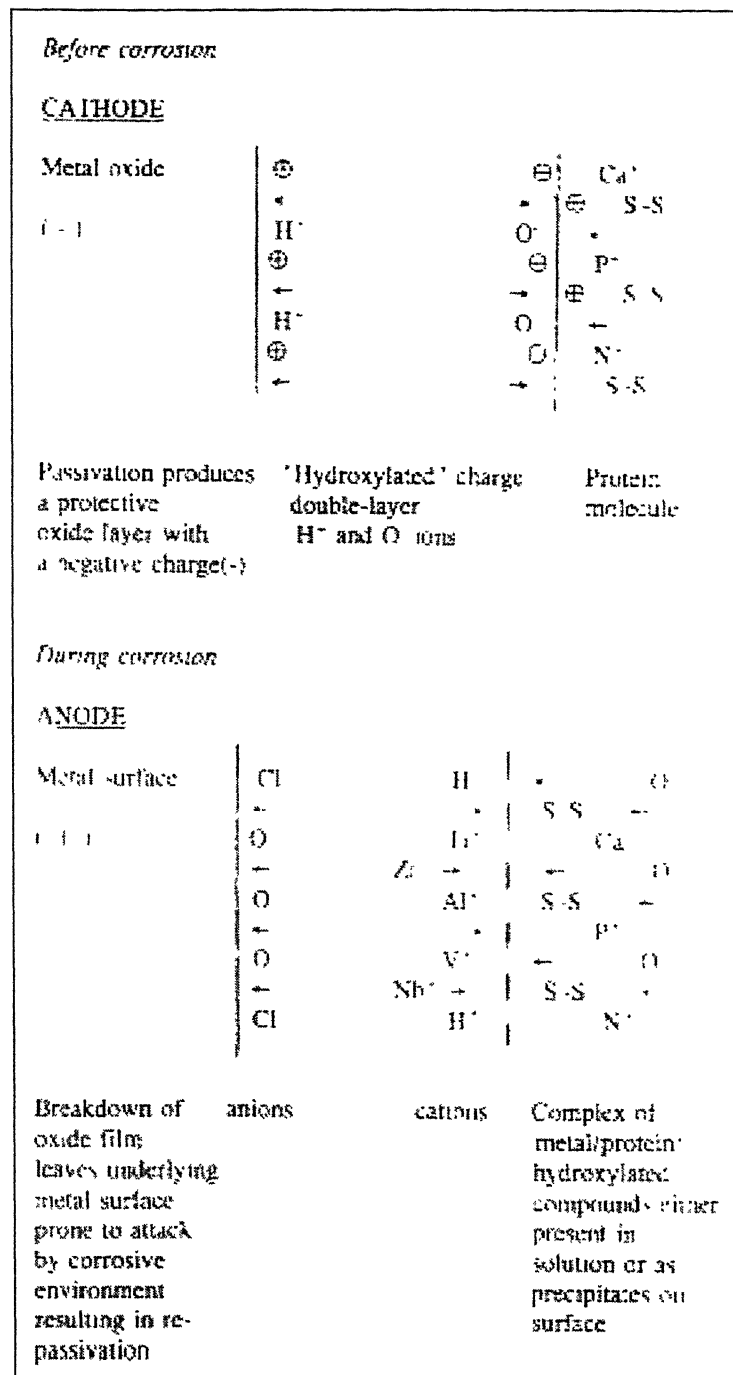 Before corrosion
CATHODE
Metal oxide ⊕ ⊖ Ca⁺
⊕ S-S
H⁺ O⁻
⊕ ⊖ P⁺
← → ⊕ S S
H⁺ O ←
⊕ N⁺
← → S-S
Passivation produces 'Hydroxylated' charge Protein
a protective double-layer molecule
oxide layer with H⁺ and O ions
a negative charge(-)
During corrosion
ANODE
Metal surface Cl H
S S ←
O Ca
← → ←
O Al⁺ S-S ←
← P⁺
O V⁺ ← O
← Nb⁺ → S-S
Cl H⁺ N⁺
Breakdown of anions cations Complex of
oxide film metal/protein
leaves underlying hydroxylated
metal surface compounds either
prone to attack present in
by corrosive solution or as
environment precipitates on
resulting in re- surface
passivation